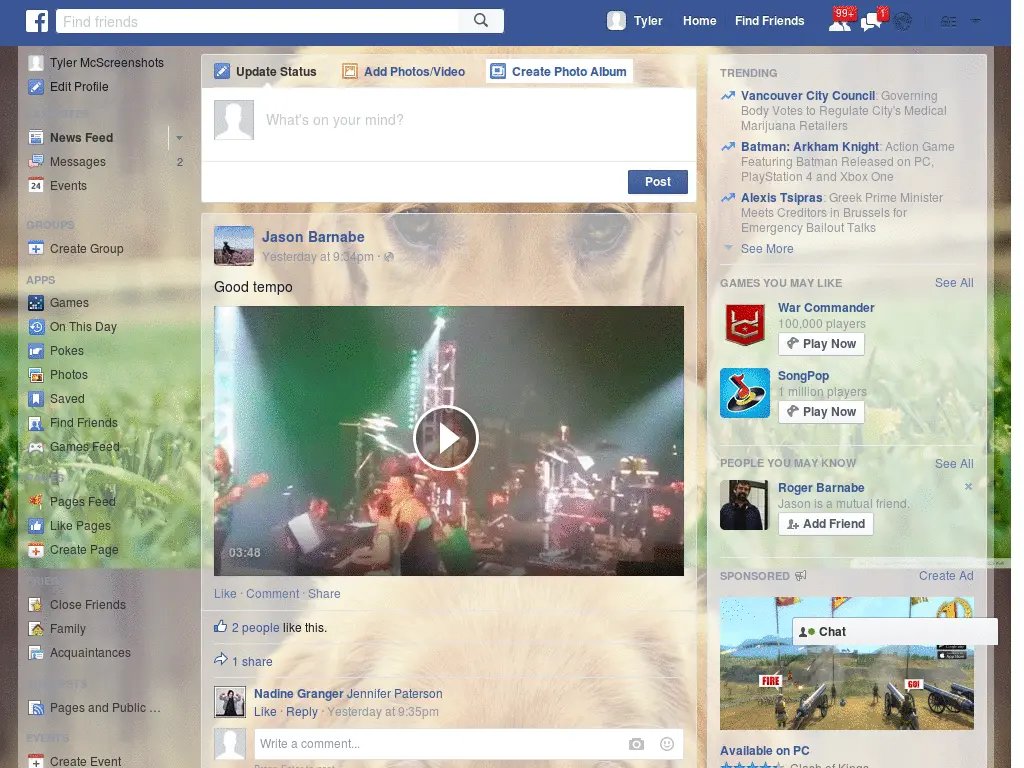 Find friends
Tyler
Home
Find Friends
99+
1
Tyler McScreenshots
Edit Profile
News Feed
Messages 2
24 Events
GROUPS
Create Group
APPS
Games
On This Day
Pokes
Photos
Saved
Find Friends
Games Feed
PAGES
Pages Feed
Like Pages
Create Page
Close Friends
Family
Acquaintances
Pages and Public ...
EVENTS
Create Event
Update Status
Add Photos/Video
Create Photo Album
What's on your mind?
Post
Jason Barnabe
Yesterday at 9:34pm ·
Good tempo
03:48
Like · Comment · Share
2 people like this.
1 share
Nadine Granger Jennifer Paterson
Like · Reply · Yesterday at 9:35pm
Write a comment...
TRENDING
Vancouver City Council: Governing
Body Votes to Regulate City's Medical
Marijuana Retailers
Batman: Arkham Knight: Action Game
Featuring Batman Released on PC,
PlayStation 4 and Xbox One
Alexis Tsipras: Greek Prime Minister
Meets Creditors in Brussels for
Emergency Bailout Talks
See More
GAMES YOU MAY LIKE See All
War Commander
100,000 players
Play Now
SongPop
1 million players
Play Now
PEOPLE YOU MAY KNOW See All
Roger Barnabe
Jason is a mutual friend.
Add Friend
SPONSORED Create Ad
Chat
FIRE
GO!
Available on PC
Clash of Kings